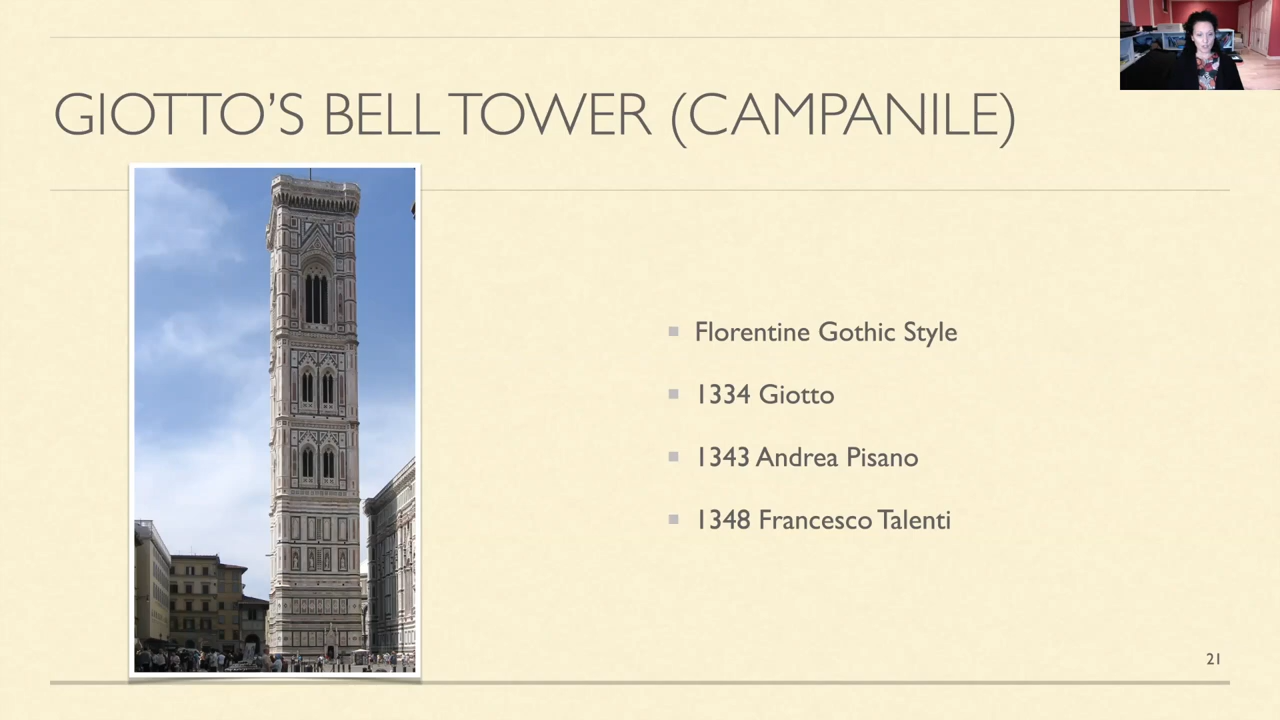 GIOTTO'S BELL TOWER (CAMPANILE)
Florentine Gothic Style
1334 Giotto
1343 Andrea Pisano
1348 Francesco Talenti
21